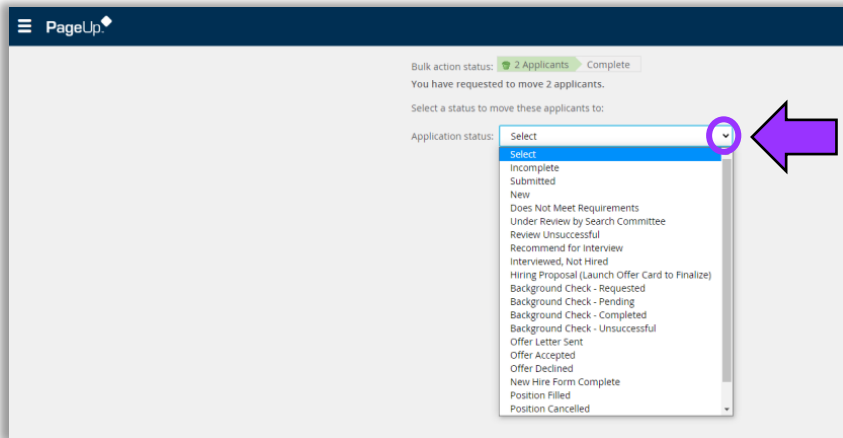 PageUp.
Bulk action status: 2 Applicants Complete
You have requested to move 2 applicants.
Select a status to move these applicants to:
Application status: Select
Select
Incomplete
Submitted
New
Does Not Meet Requirements
Under Review by Search Committee
Review Unsuccessful
Recommend for Interview
Interviewed, Not Hired
Hiring Proposal (Launch Offer Card to Finalize)
Background Check - Requested
Background Check - Pending
Background Check - Completed
Background Check - Unsuccessful
Offer Letter Sent
Offer Accepted
Offer Declined
New Hire Form Complete
Position Filled
Position Cancelled